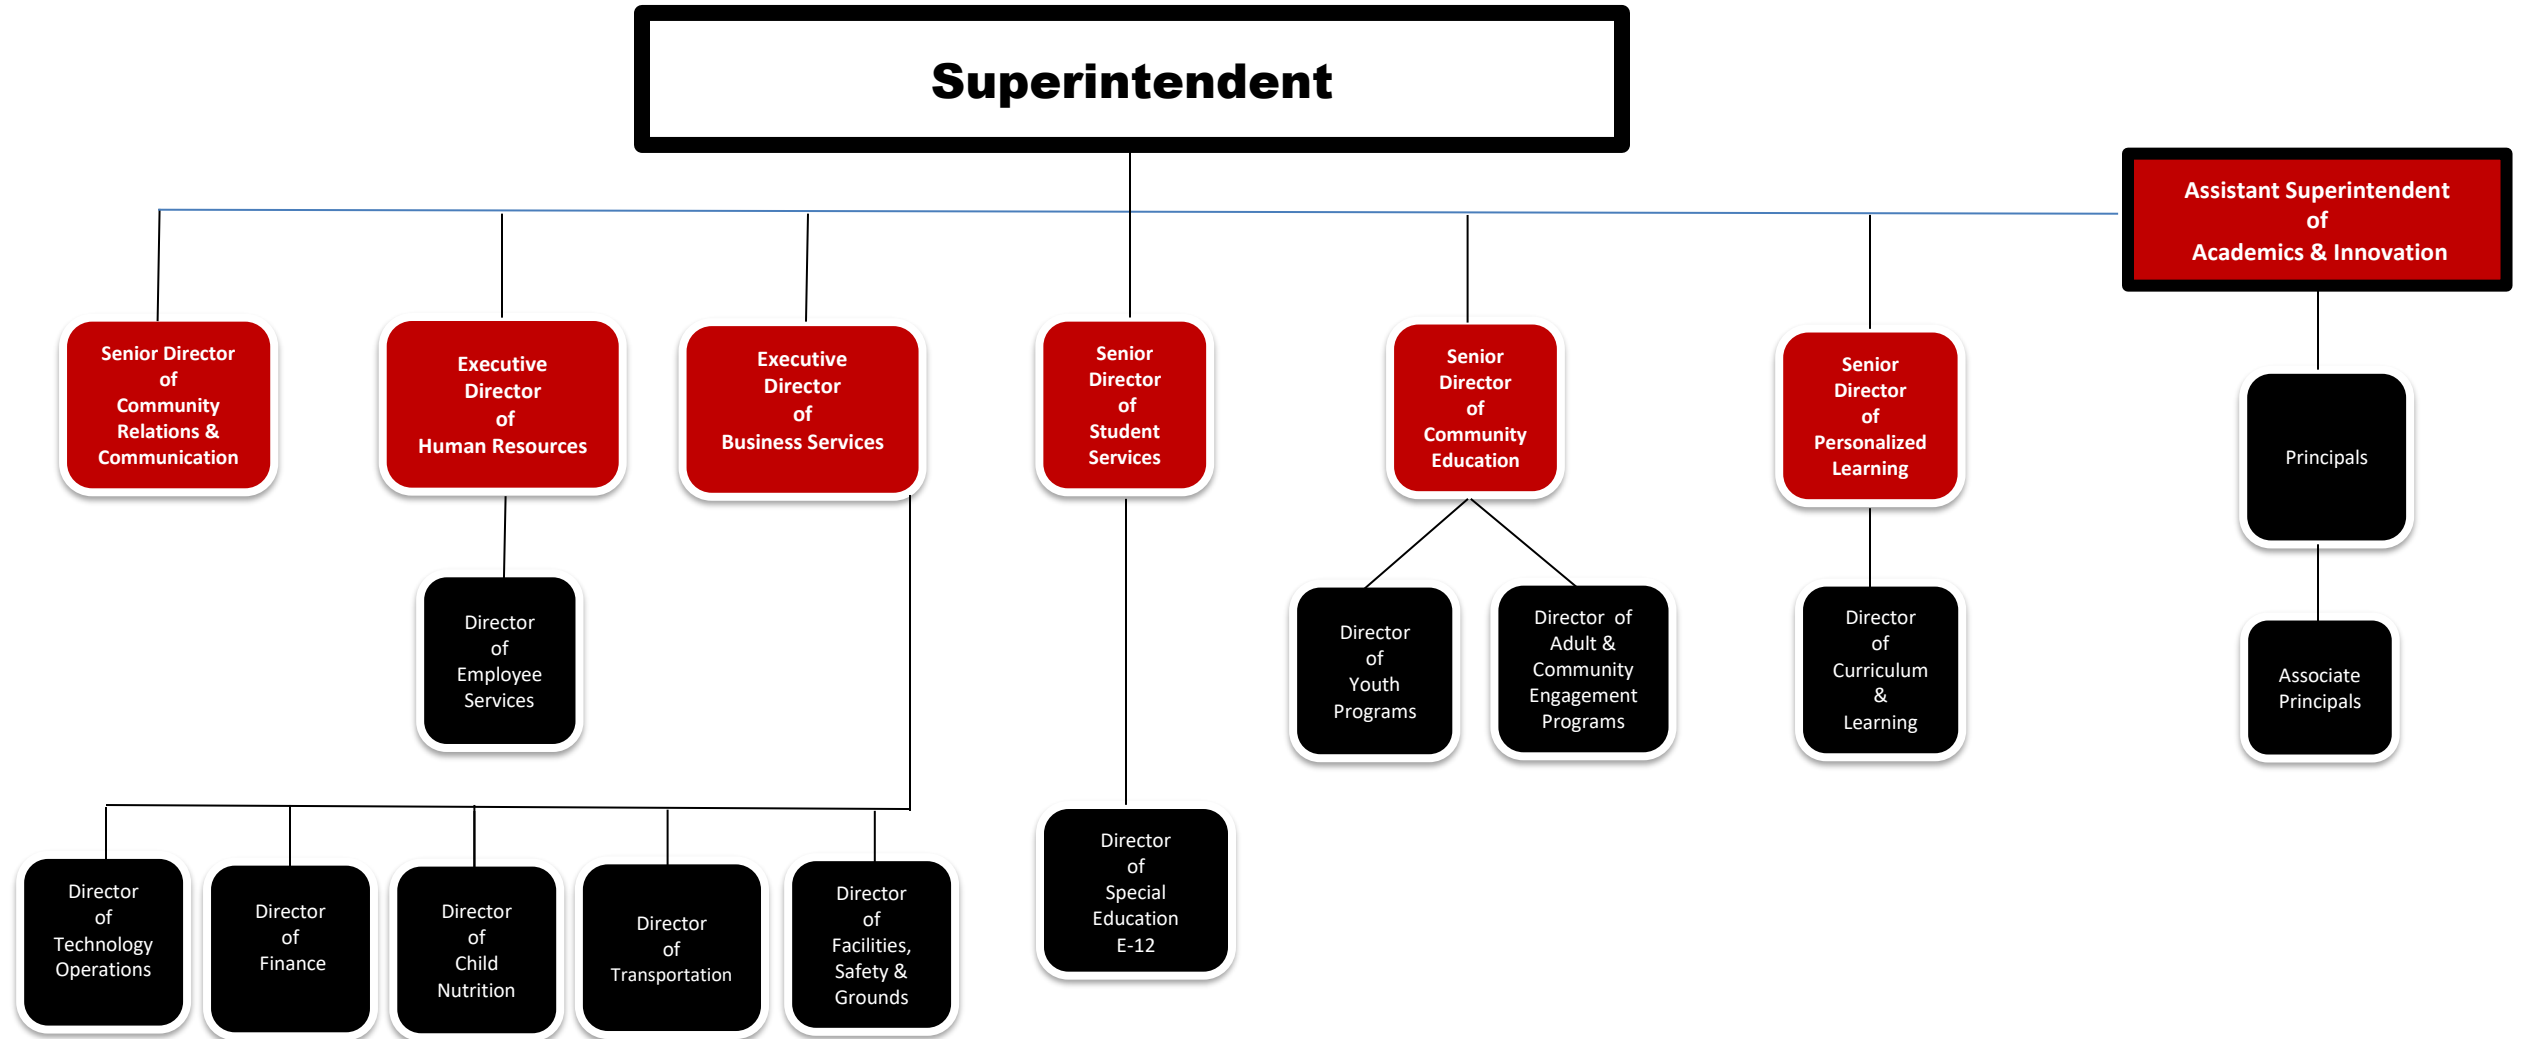 Superintendent
Assistant Superintendent
of
Academics & Innovation
Senior Director
of
Community
Relations &
Communication
Executive
Director
of
Human Resources
Executive
Director
of
Business Services
Senior
Director
of
Student
Services
Senior
Director
of
Community
Education
Senior
Director
of
Personalized
Learning
Principals
Director
of
Employee
Services
Director
of
Youth
Programs
Director of
Adult &
Community
Engagement
Programs
Director
of
Curriculum
&
Learning
Associate
Principals
Director
of
Technology
Operations
Director
of
Finance
Director
of
Child
Nutrition
Director
of
Transportation
Director
of
Facilities,
Safety &
Grounds
Director
of
Special
Education
E-12